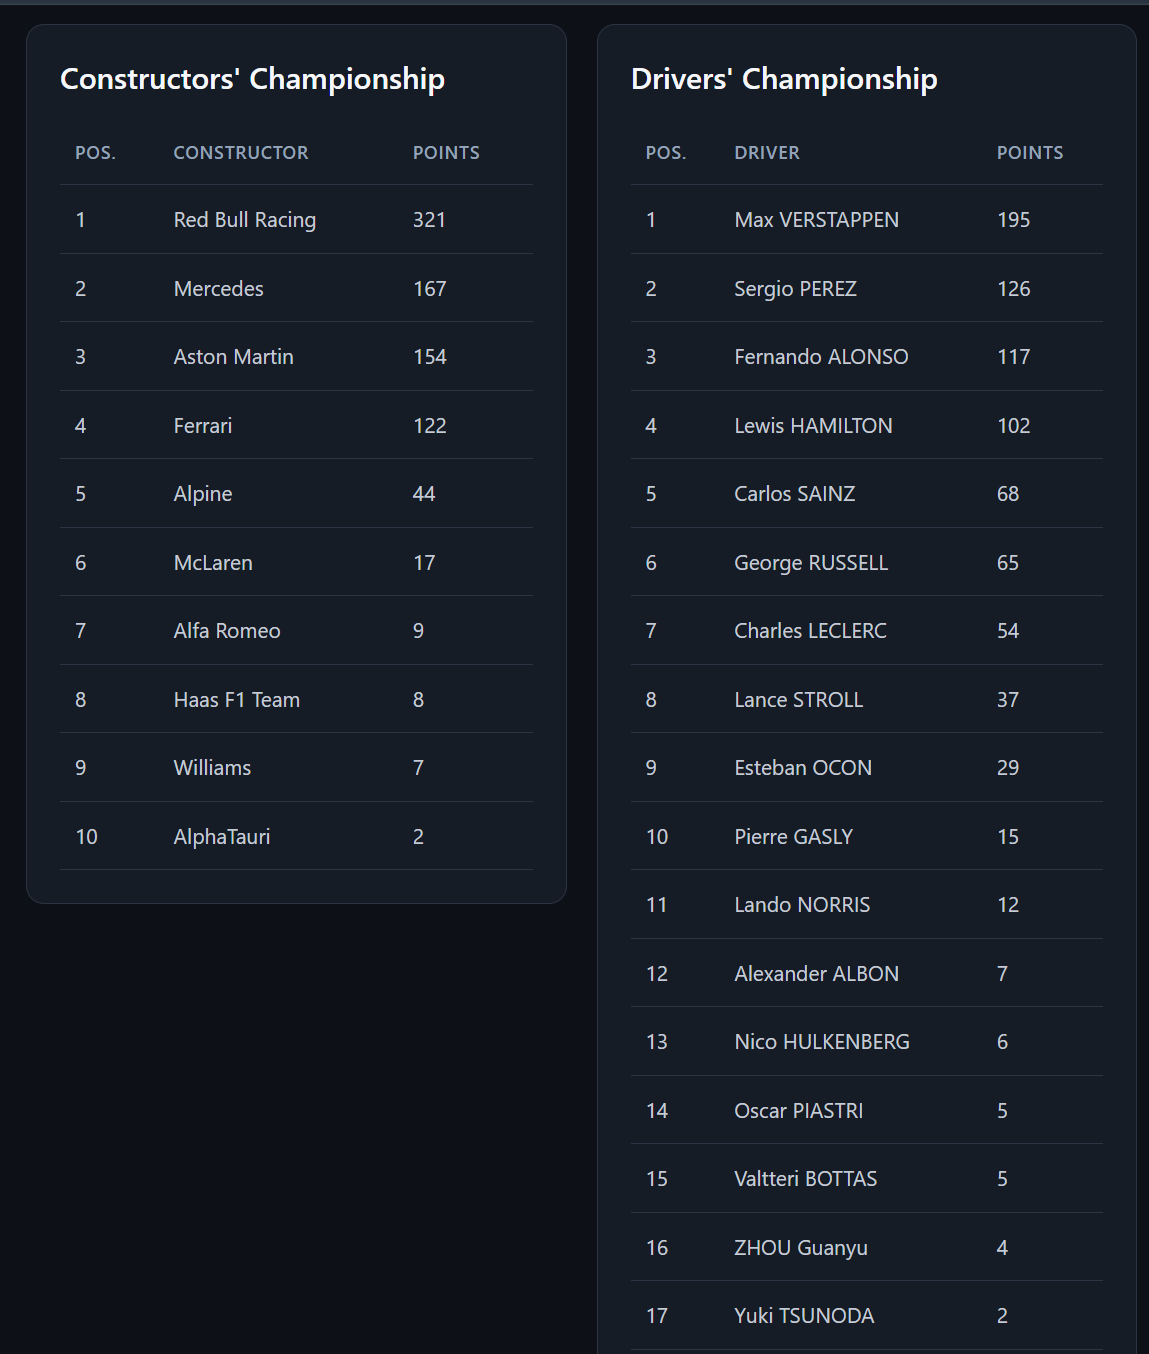 Constructors' Championship
POS. CONSTRUCTOR POINTS
1 Red Bull Racing 321
2 Mercedes 167
3 Aston Martin 154
4 Ferrari 122
5 Alpine 44
6 McLaren 17
7 Alfa Romeo 9
8 Haas F1 Team 8
9 Williams 7
10 AlphaTauri 2
Drivers' Championship
POS. DRIVER POINTS
1 Max VERSTAPPEN 195
2 Sergio PEREZ 126
3 Fernando ALONSO 117
4 Lewis HAMILTON 102
5 Carlos SAINZ 68
6 George RUSSELL 65
7 Charles LECLERC 54
8 Lance STROLL 37
9 Esteban OCON 29
10 Pierre GASLY 15
11 Lando NORRIS 12
12 Alexander ALBON 7
13 Nico HULKENBERG 6
14 Oscar PIASTRI 5
15 Valtteri BOTTAS 5
16 ZHOU Guanyu 4
17 Yuki TSUNODA 2